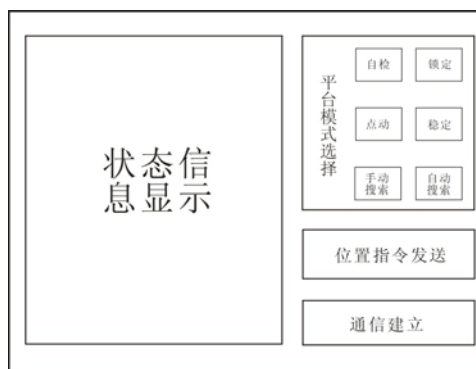 状态信
息显示
平台模式选择
自检
锁定
点动
稳定
手动
搜索
自动
搜索
位置指令发送
通信建立